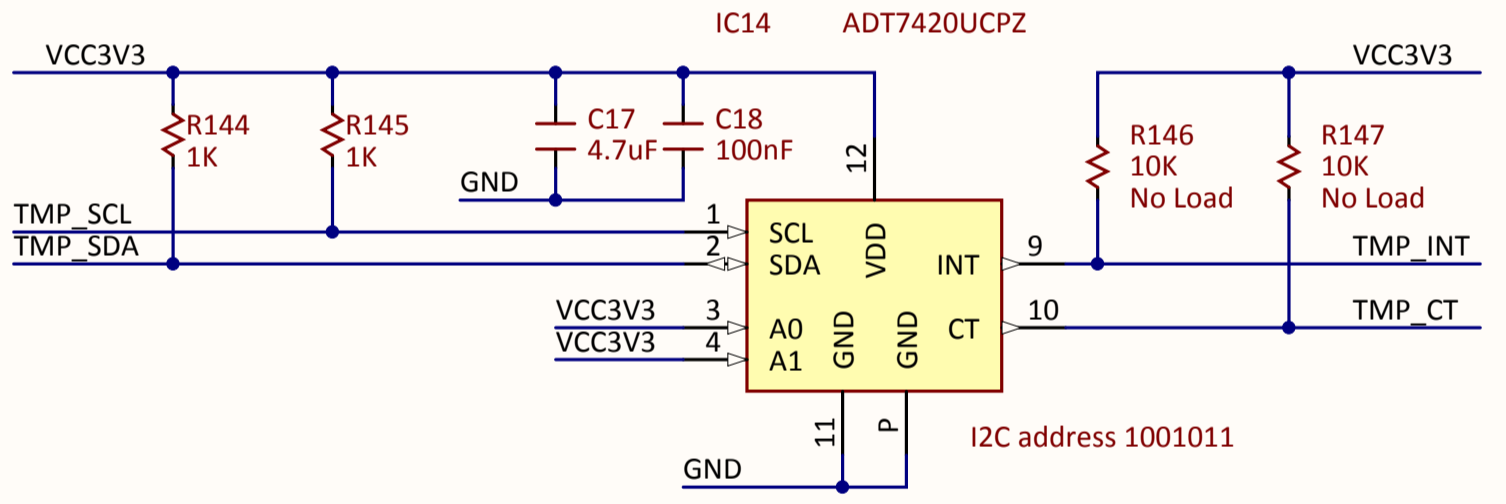 IC14 ADT7420UCPZ
VCC3V3 VCC3V3
R144
1K
R145
1K
C17
4.7uF
C18
100nF
12
R146
10K
No Load
R147
10K
No Load
GND
TMP_SCL 1 SCL
TMP_SDA 2 SDA
VDD
INT 9 TMP_INT
VCC3V3 3 A0
VCC3V3 4 A1
GND
GND
CT 10 TMP_CT
11
P
I2C address 1001011
GND